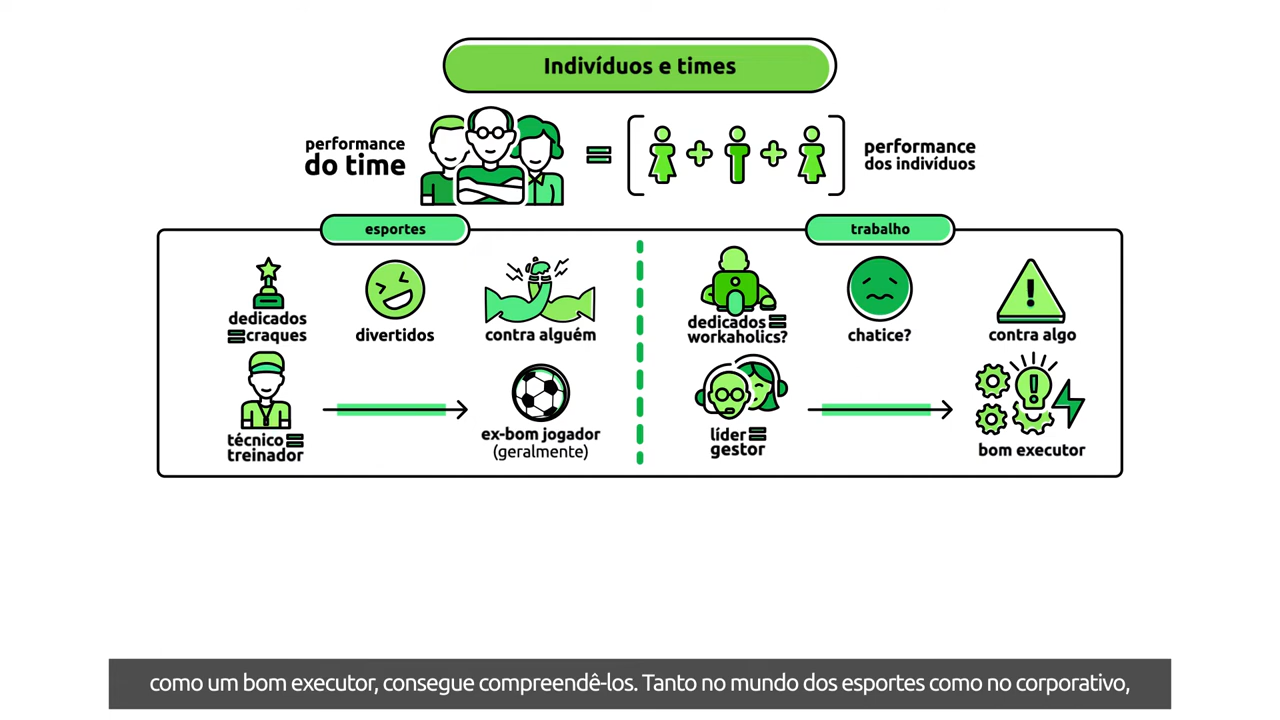 Indivíduos e times
performance
do time
performance
dos indivíduos
esportes
dedicados
=craques
divertidos
contra alguém
técnico=
treinador
ex-bom jogador
(geralmente)
trabalho
dedicados=
workaholics?
chatice?
contra algo
líder=
gestor
bom executor
como um bom executor, consegue compreendê-los. Tanto no mundo dos esportes como no corporativo,